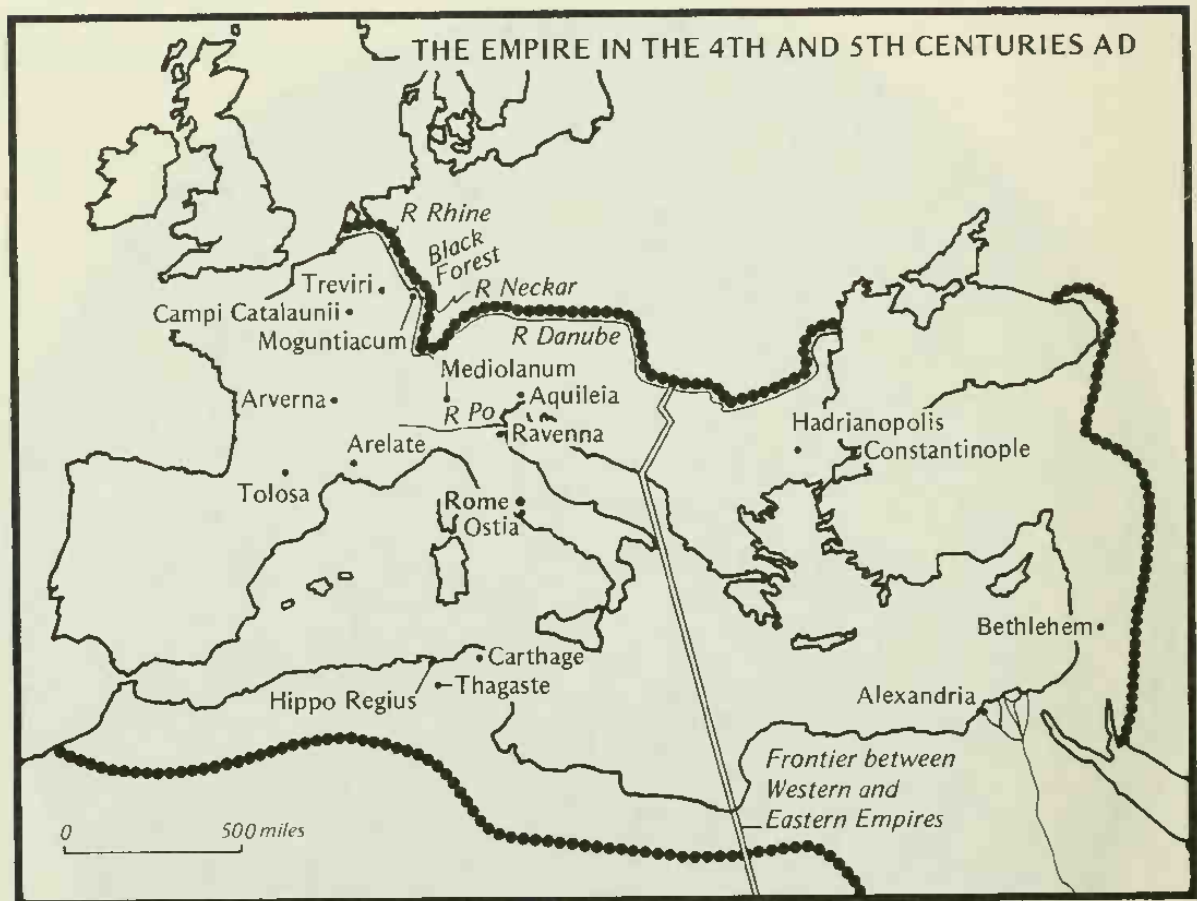 THE EMPIRE IN THE 4TH AND 5TH CENTURIES AD
R Rhine
Black
Forest
R Neckar
Treviri
Campi Catalaunii
Moguntiacum
R Danube
Mediolanum
Aquileia
Arverna
R Po
Ravenna
Hadrianopolis
Constantinople
Arelate
Tolosa
Rome
Ostia
Bethlehem
Carthage
Thagaste
Hippo Regius
Alexandria
Frontier between
Western and
Eastern Empires
0 500 miles